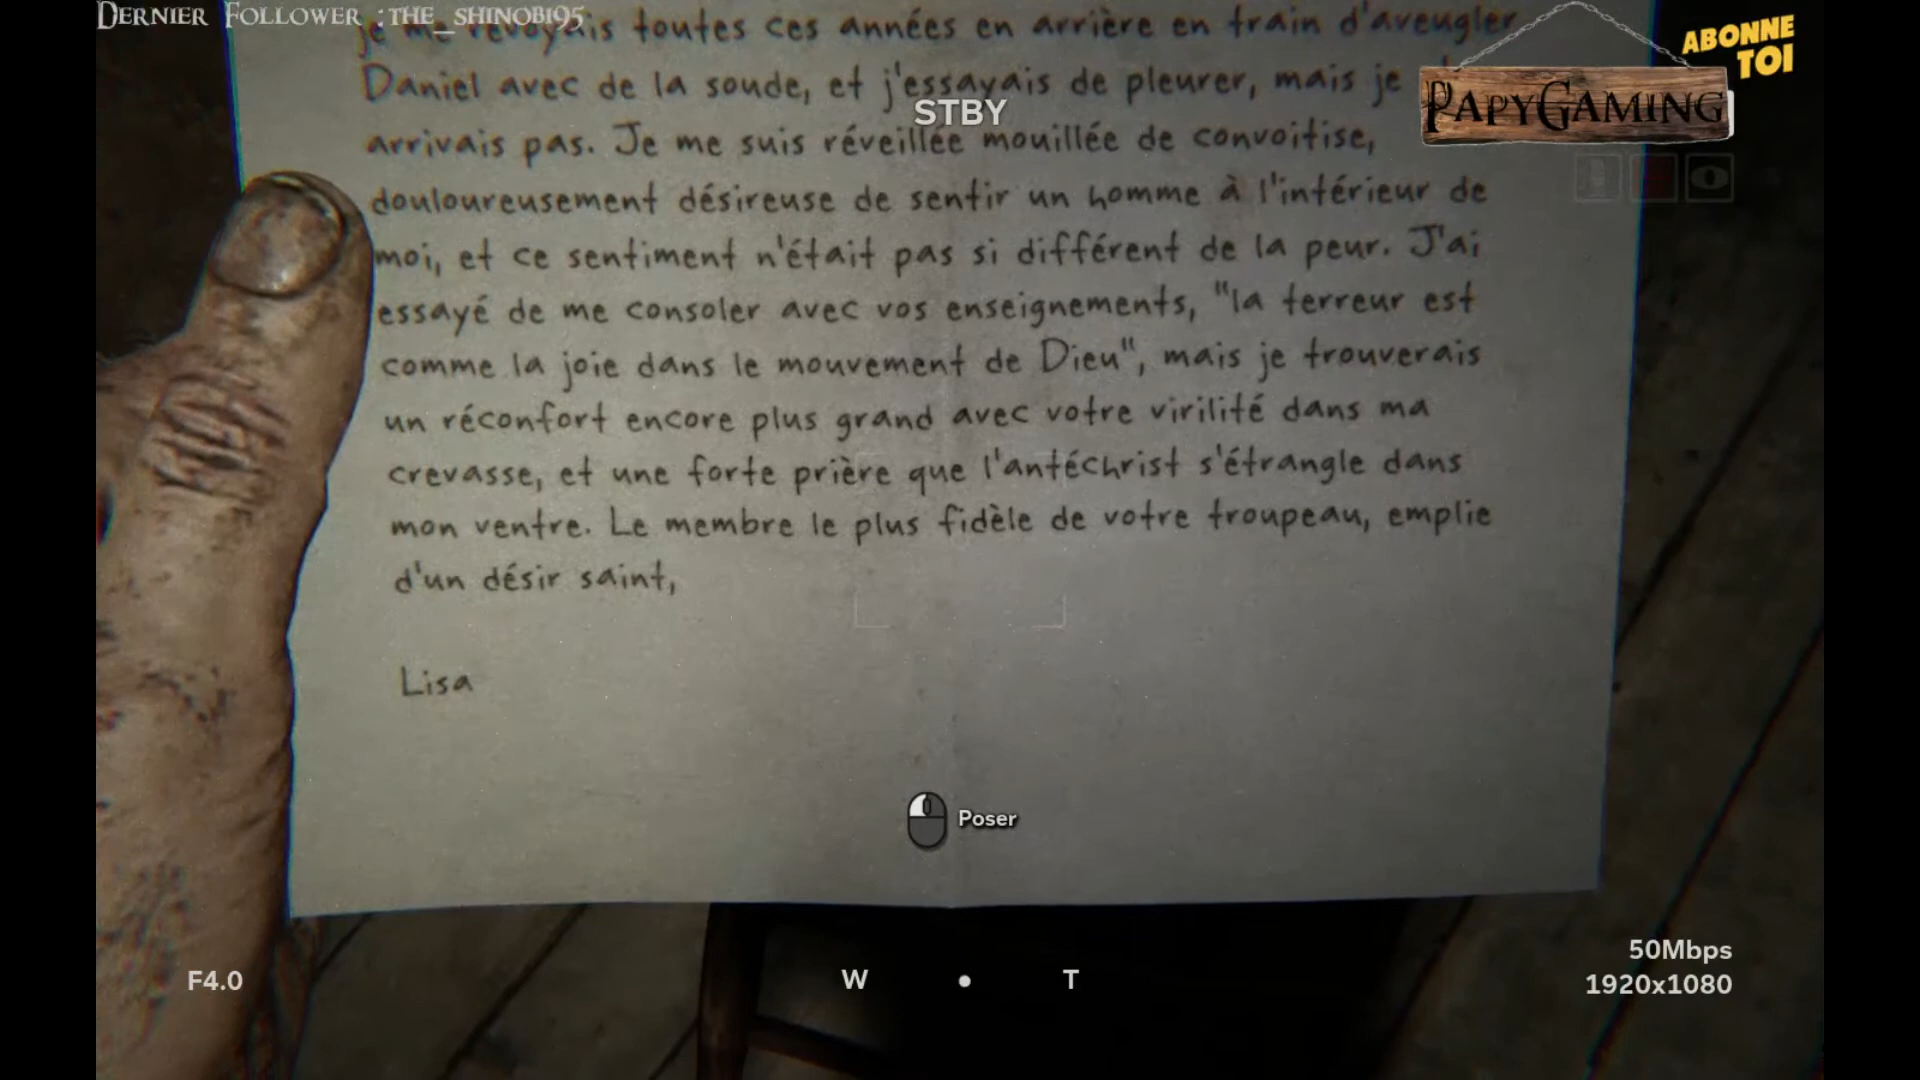 DERNIER FOLLOWER : THE_SHINOBI95
ABONNE
TOI
PAPYGAMING
STBY
je me revoyais toutes ces années en arrière en train d'aveugler
Daniel avec de la soude, et j'essayais de pleurer, mais je
arrivais pas. Je me suis réveillée mouillée de convoitise,
douloureusement désireuse de sentir un homme à l'intérieur de
moi, et ce sentiment n'était pas si différent de la peur. J'ai
essayé de me consoler avec vos enseignements, "la terreur est
comme la joie dans le mouvement de Dieu", mais je trouverais
un réconfort encore plus grand avec votre virilité dans ma
crevasse, et une forte prière que l'antéchrist s'étrangle dans
mon ventre. Le membre le plus fidèle de votre troupeau, emplie
d'un désir saint,
Lisa
Poser
F4.0
W
T
50Mbps
1920x1080